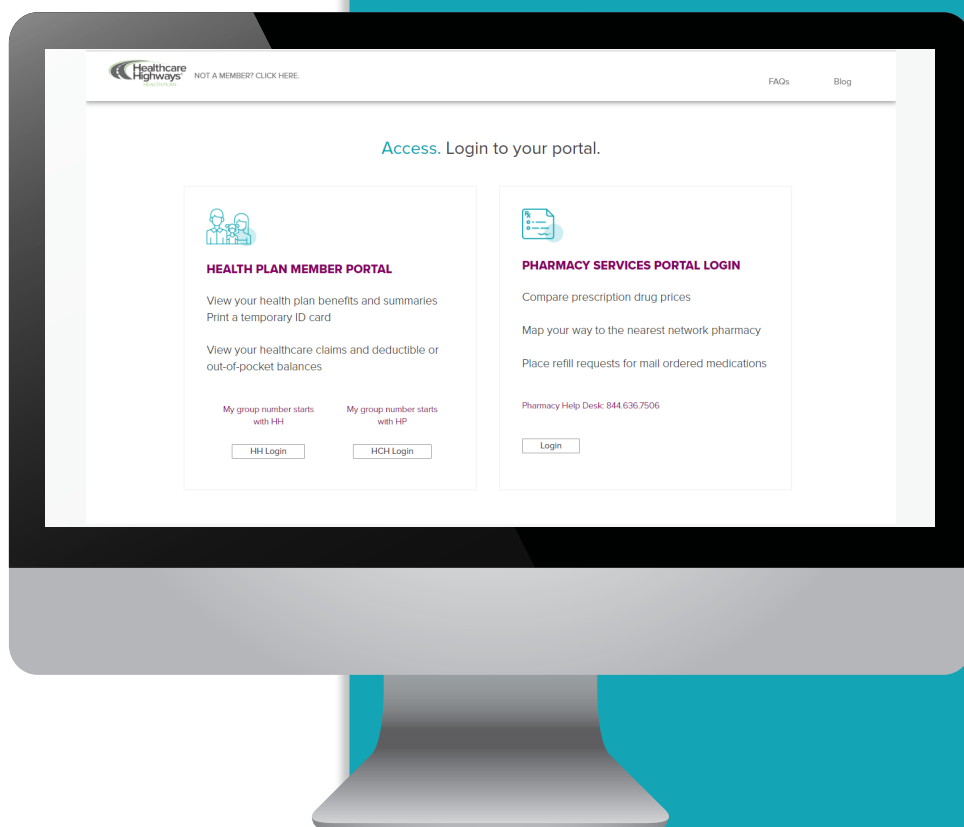 Healthcare
Highways®
HEALTH PLAN
NOT A MEMBER? CLICK HERE.
FAQs
Blog
Access. Login to your portal.
HEALTH PLAN MEMBER PORTAL
View your health plan benefits and summaries
Print a temporary ID card
View your healthcare claims and deductible or
out-of-pocket balances
My group number starts
with HH
My group number starts
with HP
HH Login
HCH Login
Rx
PHARMACY SERVICES PORTAL LOGIN
Compare prescription drug prices
Map your way to the nearest network pharmacy
Place refill requests for mail ordered medications
Pharmacy Help Desk: 844.636.7506
Login